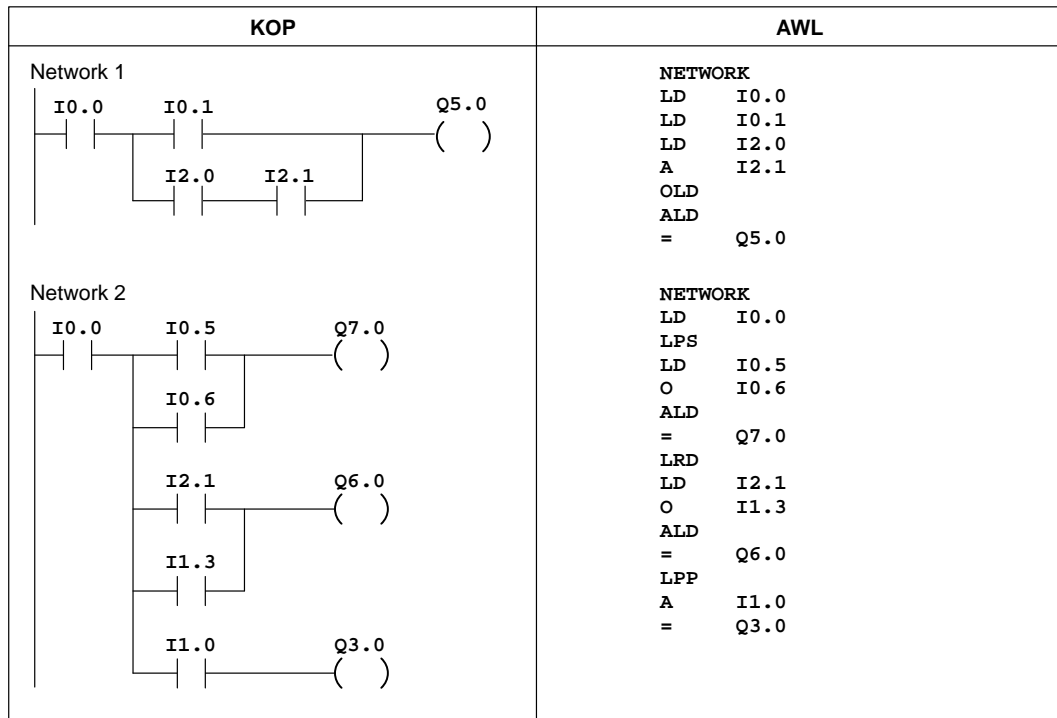 KOP
AWL
Network 1
I0.0 I0.1 Q5.0
( )
I2.0 I2.1
NETWORK
LD I0.0
LD I0.1
LD I2.0
A I2.1
OLD
ALD
= Q5.0
Network 2
I0.0 I0.5 Q7.0
( )
I0.6
I2.1 Q6.0
( )
I1.3
I1.0 Q3.0
( )
NETWORK
LD I0.0
LPS
LD I0.5
O I0.6
ALD
= Q7.0
LRD
LD I2.1
O I1.3
ALD
= Q6.0
LPP
A I1.0
= Q3.0